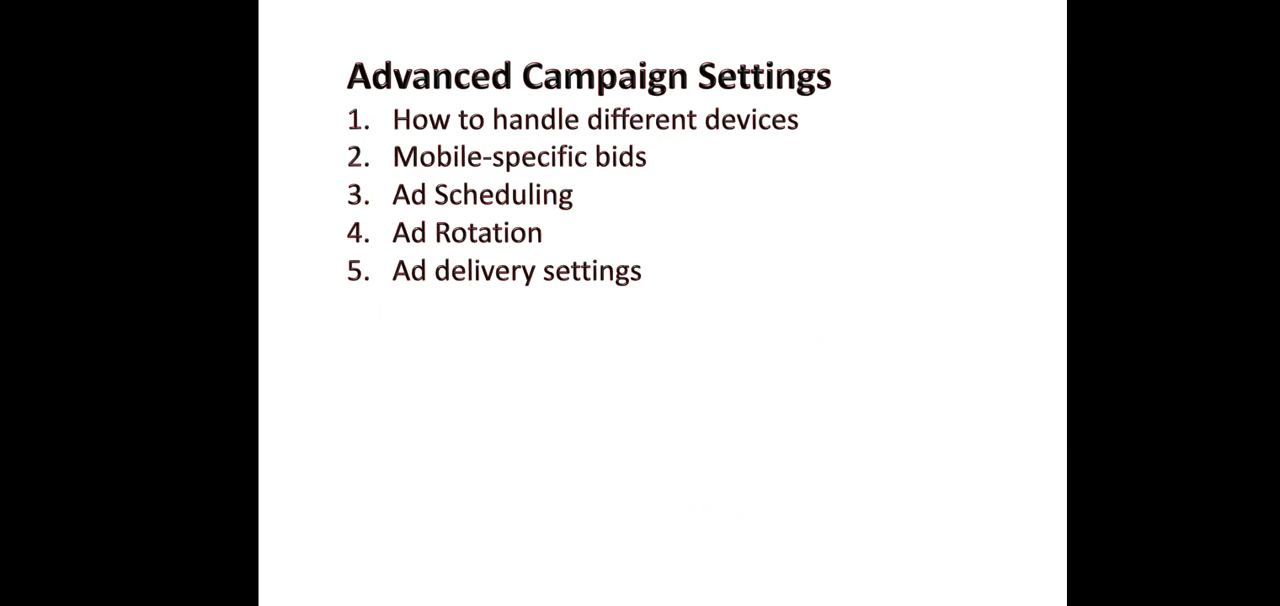 Advanced Campaign Settings
1. How to handle different devices
2. Mobile-specific bids
3. Ad Scheduling
4. Ad Rotation
5. Ad delivery settings